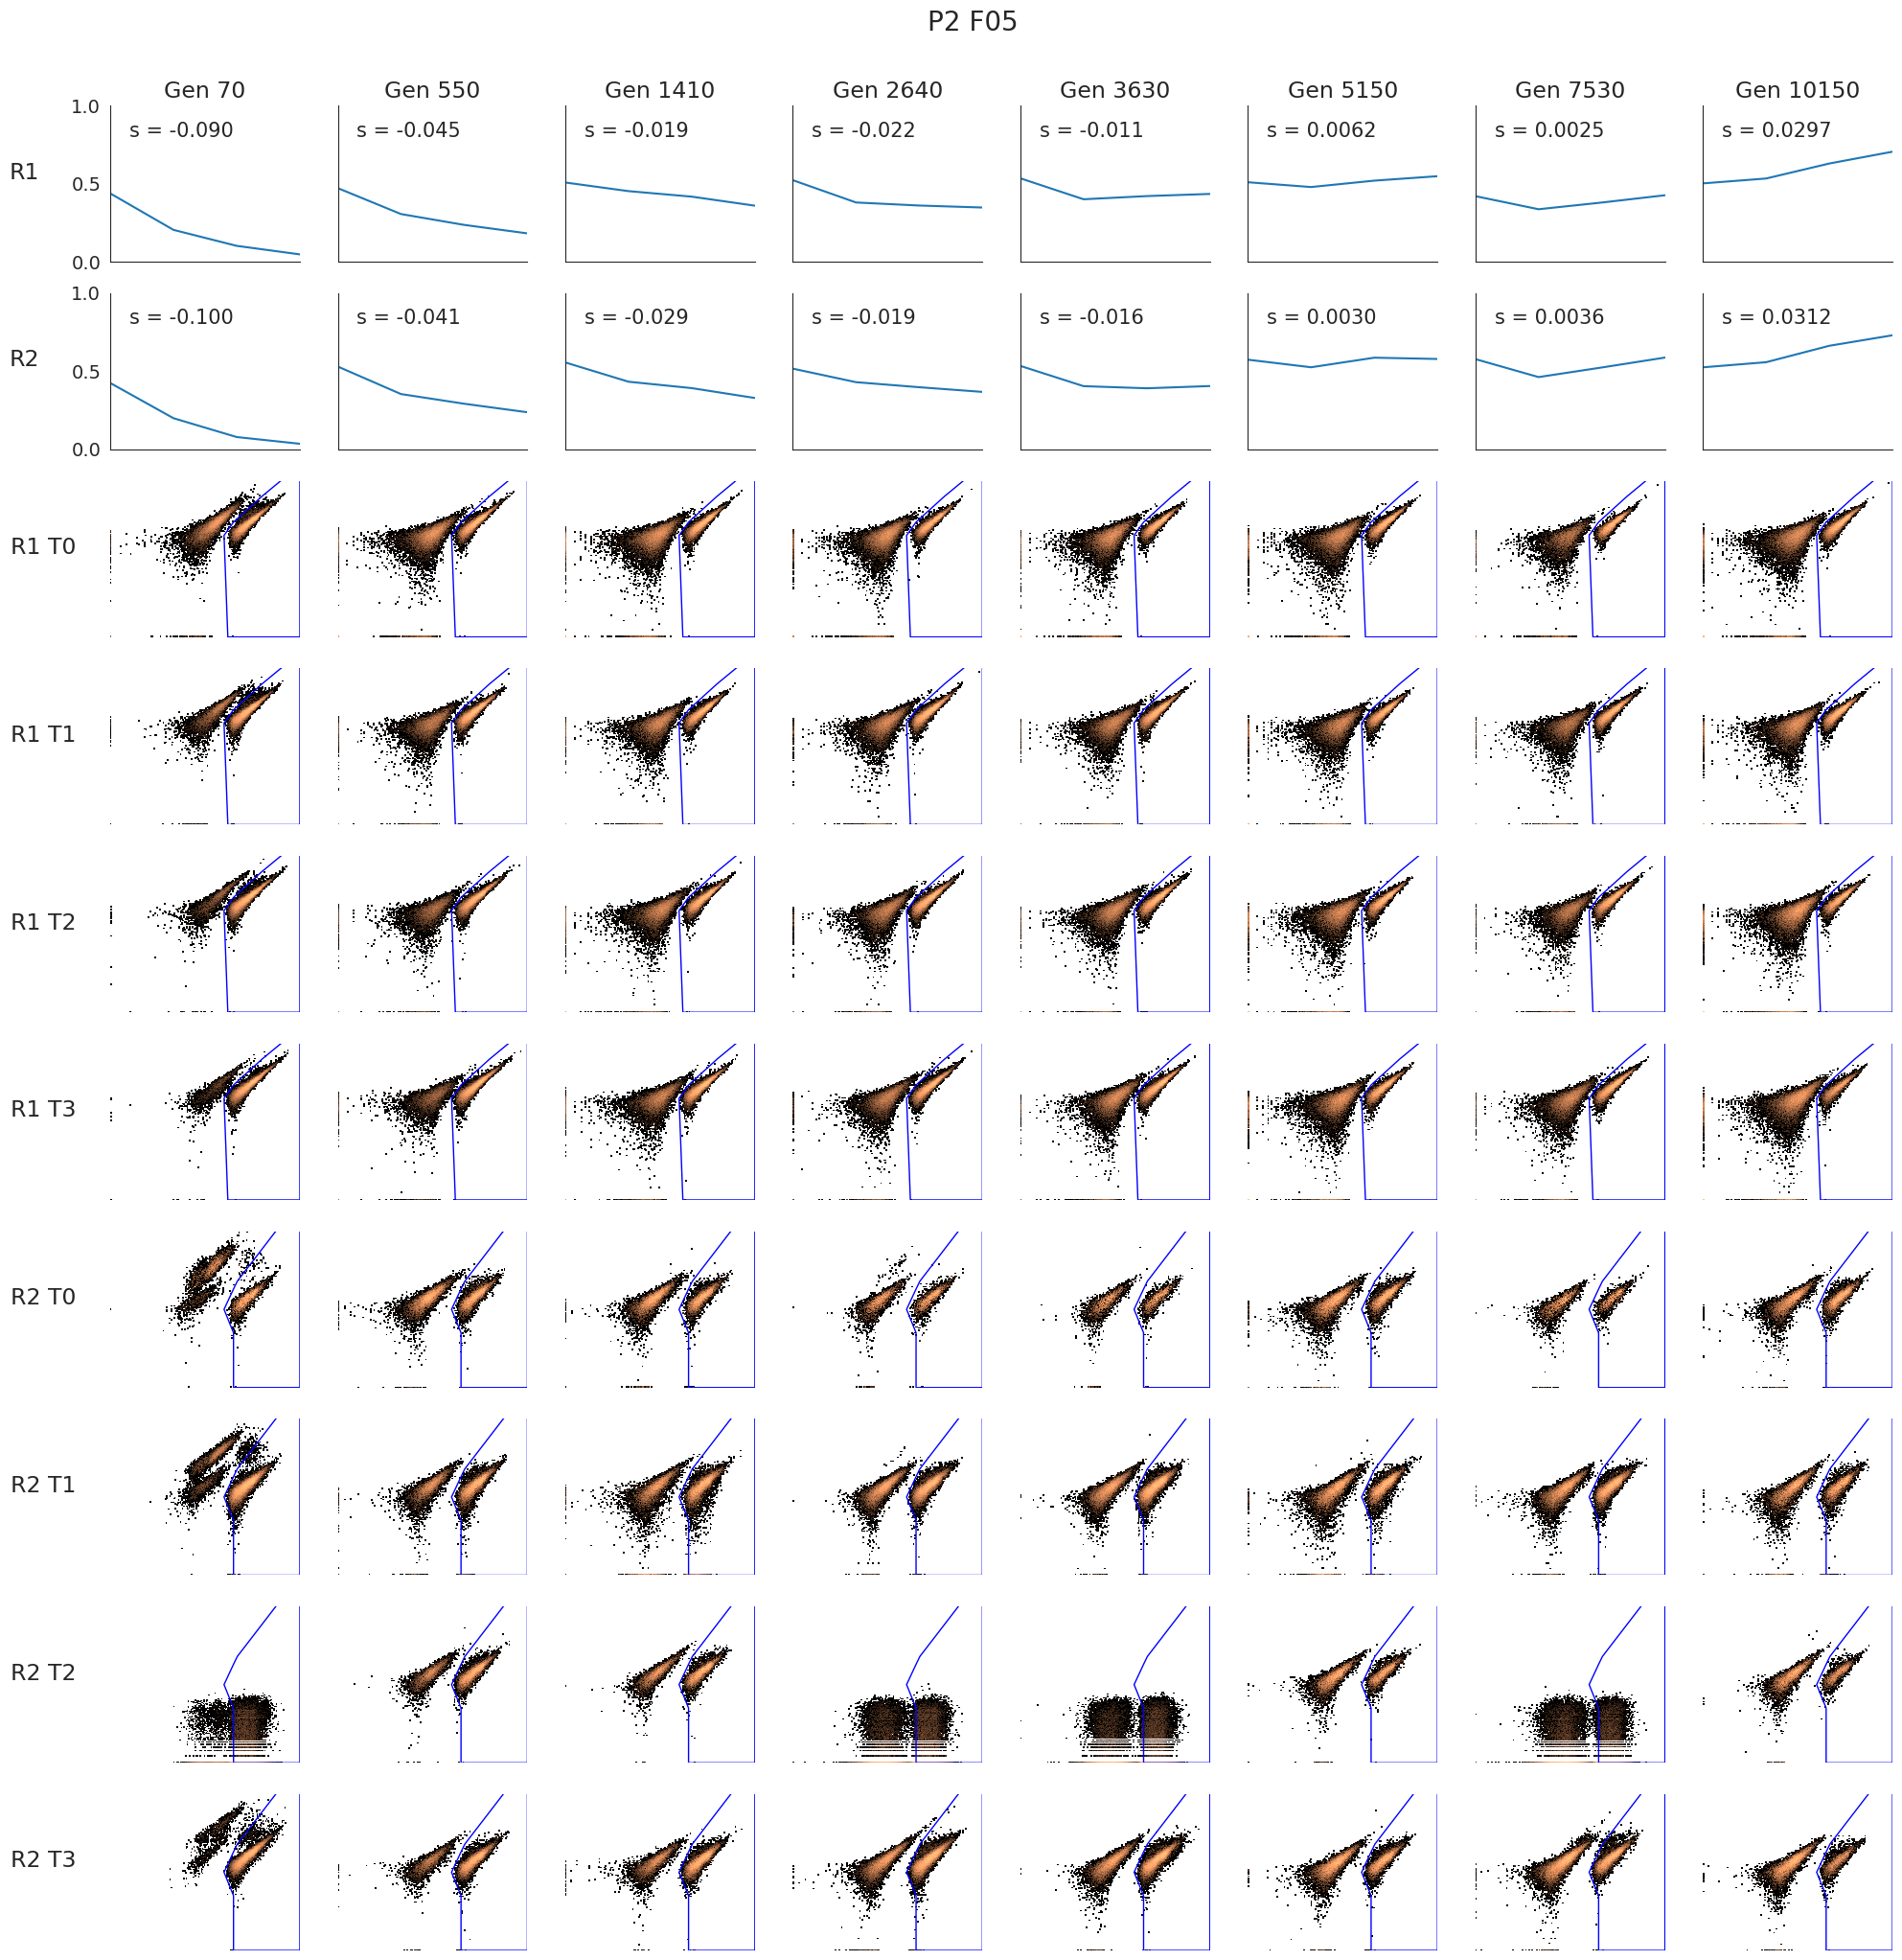 P2 F05
Gen 70 Gen 550 Gen 1410 Gen 2640 Gen 3630 Gen 5150 Gen 7530 Gen 10150
1.0
s = -0.090 s = -0.045 s = -0.019 s = -0.022 s = -0.011 s = 0.0062 s = 0.0025 s = 0.0297
R1
0.5
0.0
1.0
s = -0.100 s = -0.041 s = -0.029 s = -0.019 s = -0.016 s = 0.0030 s = 0.0036 s = 0.0312
R2
0.5
0.0
R1 T0
R1 T1
R1 T2
R1 T3
R2 T0
R2 T1
R2 T2
R2 T3